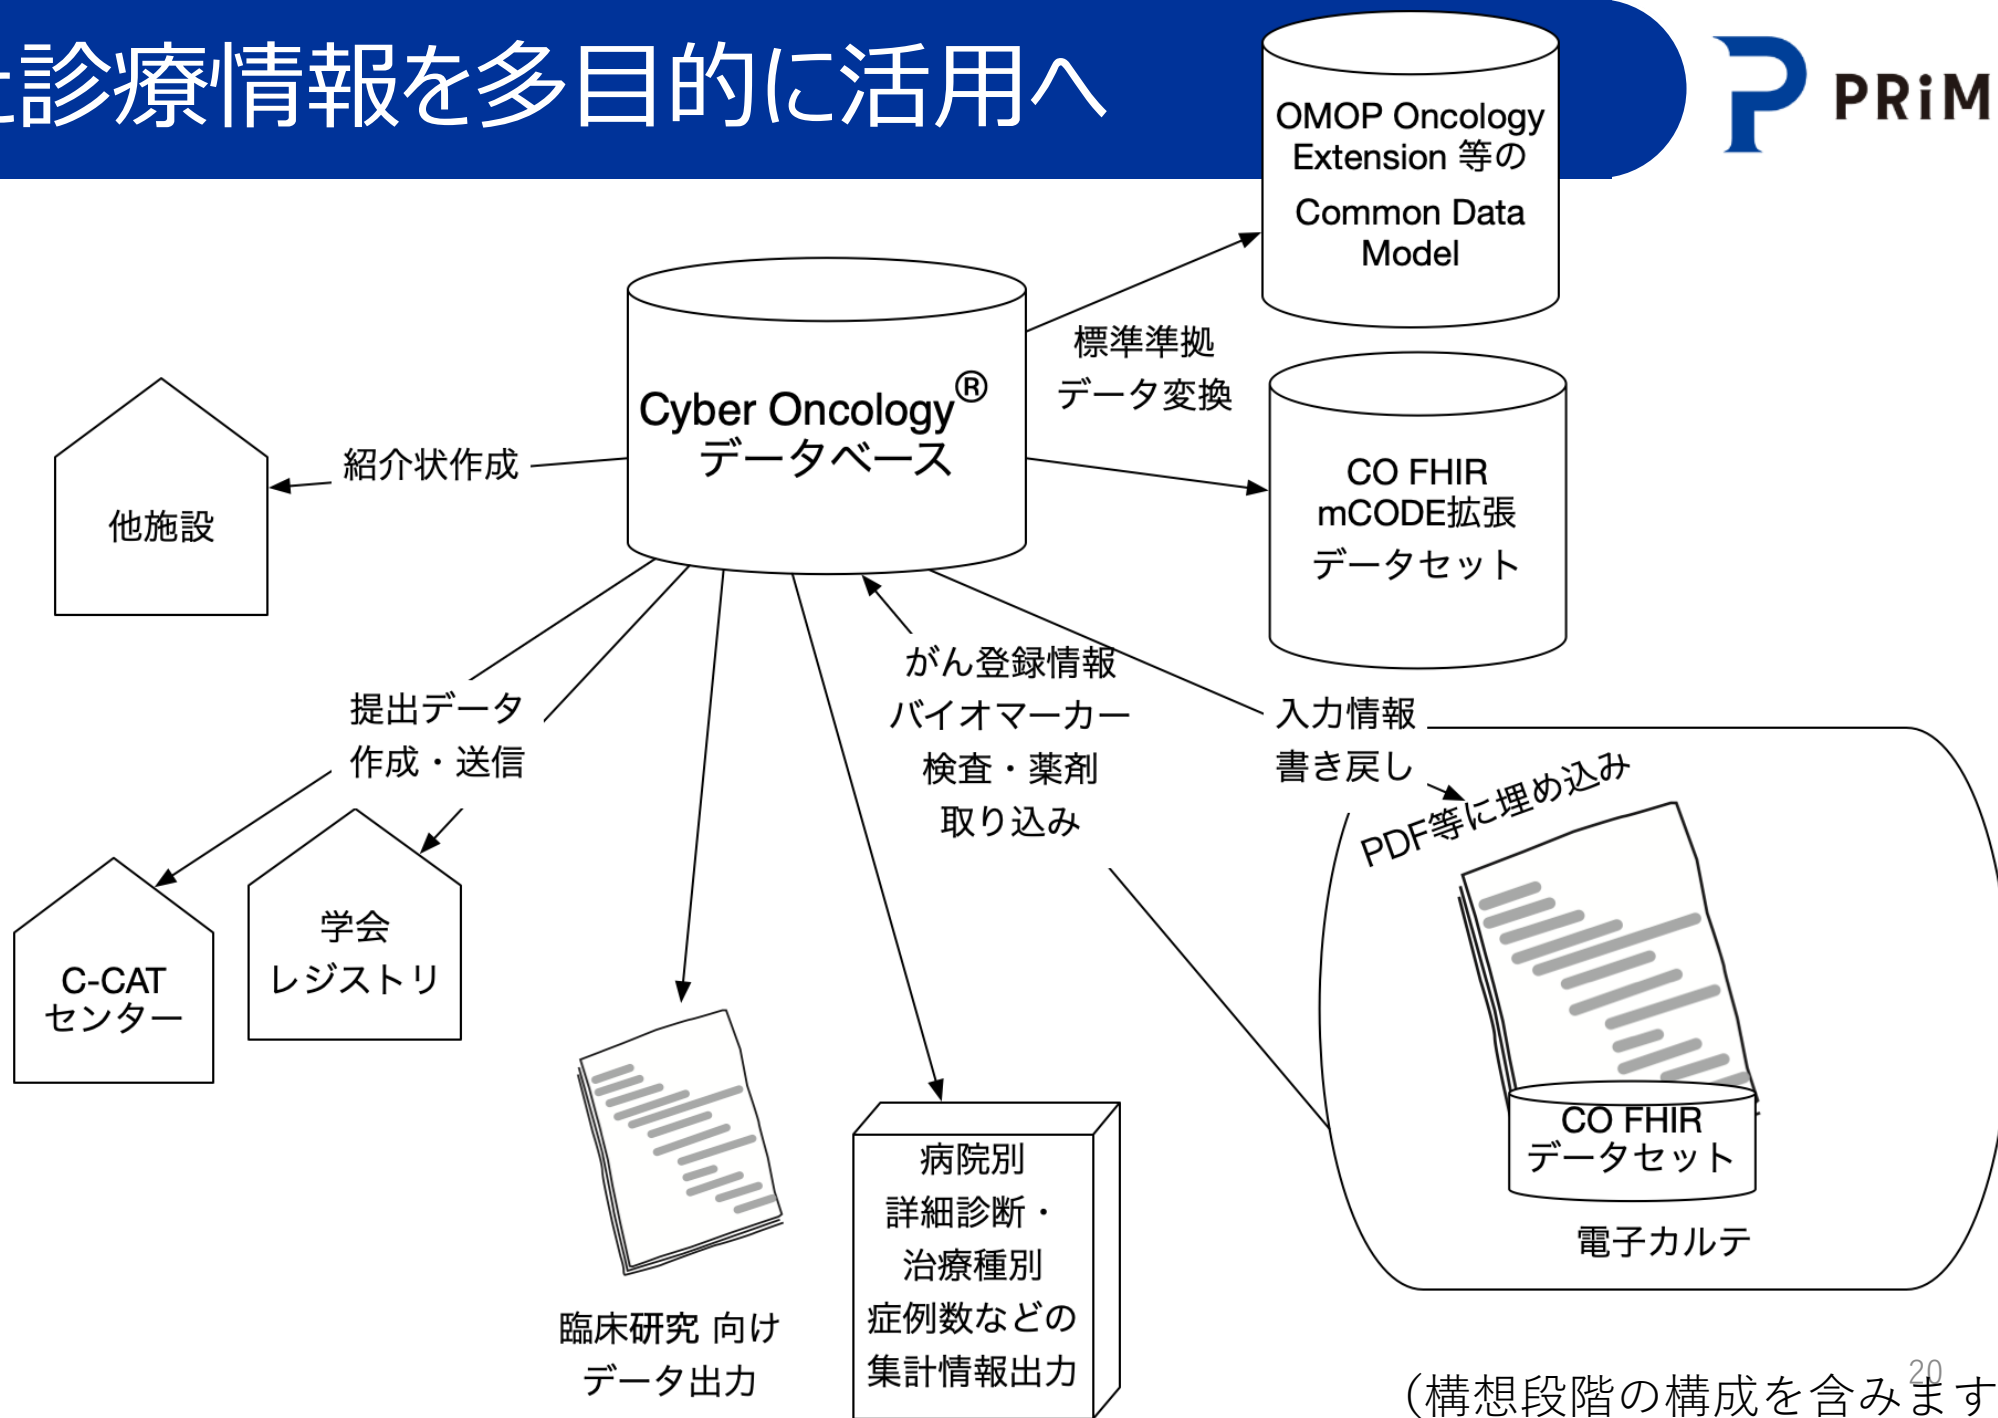 診療情報を多目的に活用へ
PRiM
OMOP Oncology
Extension 等の
Common Data
Model
標準準拠
データ変換
Cyber Oncology®
データベース
紹介状作成
他施設
CO FHIR
mCODE拡張
データセット
がん登録情報
バイオマーカー
検査・薬剤
取り込み
入力情報
書き戻し
提出データ
作成・送信
PDF等に埋め込み
学会
レジストリ
C-CAT
センター
CO FHIR
データセット
電子カルテ
病院別
詳細診断・
治療種別
症例数などの
集計情報出力
臨床研究 向け
データ出力
20
（構想段階の構成を含みます